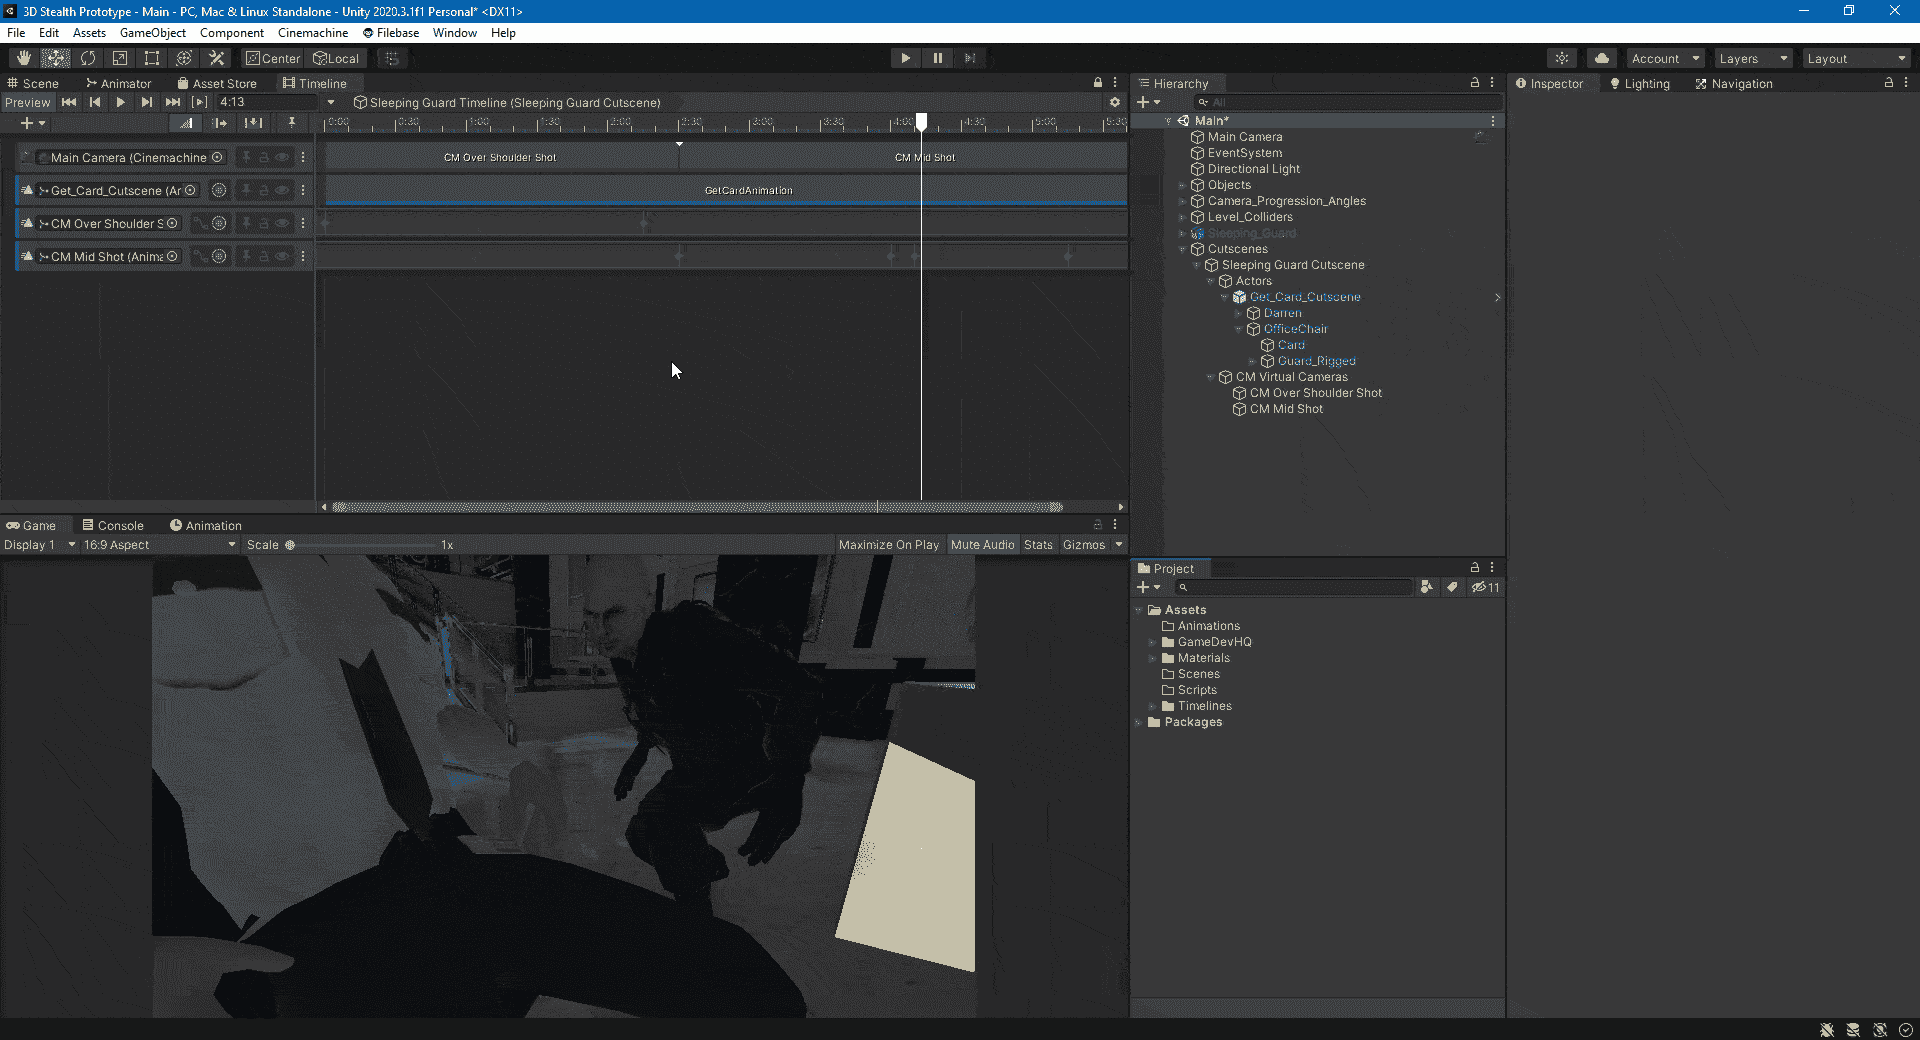 3D Stealth Prototype - Main - PC, Mac & Linux Standalone - Unity 2020.3.1f1 Personal* <DX11>
File Edit Assets GameObject Component Cinemachine Filebase Window Help
Center Local Account Layers Layout
Scene Animator Asset Store Timeline
Preview 4:13 Sleeping Guard Timeline (Sleeping Guard Cutscene)
0:00 0:30 1:00 1:30 2:00 2:30 3:00 3:30 4:00 4:30 5:00 5:30
Main Camera (Cinemachine CM Over Shoulder Shot CM Mid Shot
Get_Card_Cutscene (Ar GetCardAnimation
CM Over Shoulder S
CM Mid Shot (Anima
Game Console Animation
Display 1 16:9 Aspect Scale 1x Maximize On Play Mute Audio Stats Gizmos
Hierarchy
All
Main*
Main Camera
EventSystem
Directional Light
Objects
Camera_Progression_Angles
Level_Colliders
Sleeping_Guard
Cutscenes
Sleeping Guard Cutscene
Actors
Get_Card_Cutscene
Darren
OfficeChair
Card
Guard_Rigged
CM Virtual Cameras
CM Over Shoulder Shot
CM Mid Shot
Project
11
Assets
Animations
GameDevHQ
Materials
Scenes
Scripts
Timelines
Packages
Inspector Lighting Navigation